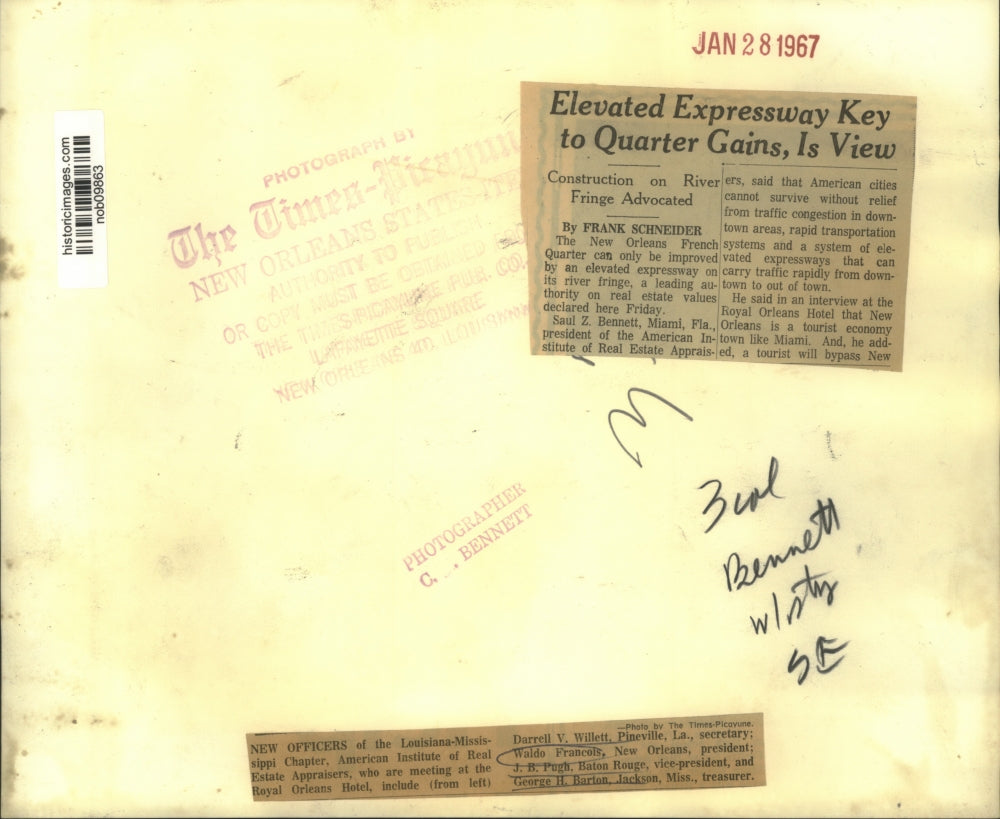 JAN 28 1967
historicimages.com
nob09863
Elevated Expressway Key
to Quarter Gains, Is View
Construction on River
Fringe Advocated
By FRANK SCHNEIDER
The New Orleans French
Quarter can only be improved
by an elevated expressway on
its river fringe, a leading au-
thority on real estate values
declared here Friday.
Saul Z. Bennett, Miami, Fla.,
president of the American In-
stitute of Real Estate Apprais-
ers, said that American cities
cannot survive without relief
from traffic congestion in down-
town areas, rapid transportation
systems and a system of ele-
vated expressways that can
carry traffic rapidly from down-
town to out of town.
He said in an interview at the
Royal Orleans Hotel that New
Orleans is a tourist economy
town like Miami. And, he add-
ed, a tourist will bypass New
PHOTOGRAPH BY
The Times-Picayune
NEW ORLEANS STATES ITE
AUTHORITY TO
OR CO MUST BE OBTAINED
THE TIMES-PICAYUNE PUB. CO.
LAFAYETTE SQUARE
NEW ORLEANS 40, LOUISIANA
PHOTOGRAPHER
C. . BENNETT
3 col
Bennett
w/sty
SE
NEW OFFICERS of the Louisiana-Missis-
sippi Chapter, American Institute of Real
Estate Appraisers, who are meeting at the
Royal Orleans Hotel, include (from left)
—Photo by The Times-Picayune.
Darrell V. Willett, Pineville, La., secretary;
Waldo Francois, New Orleans, president;
J. B. Pugh, Baton Rouge, vice-president, and
George H. Barton, Jackson, Miss., treasurer.